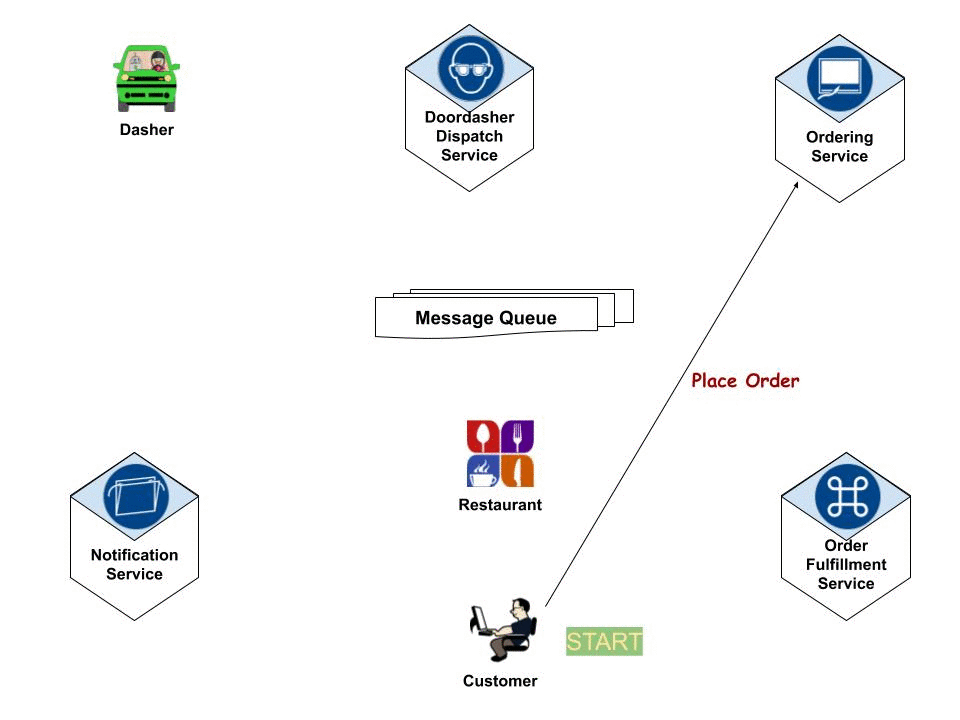 Dasher
Doordasher
Dispatch
Service
Ordering
Service
Message Queue
Place Order
Restaurant
Notification
Service
Order
Fulfillment
Service
START
Customer